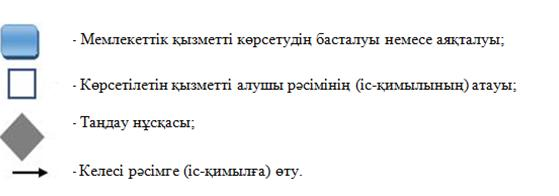 - Мемлекеттік қызметті көрсетудің басталуы немесе аяқталуы;
- Көрсетілетін қызметті алушы рәсімінің (іс-қимылының) атауы;
- Таңдау нұсқасы;
- Келесі рәсімге (іс-қимылға) өту.